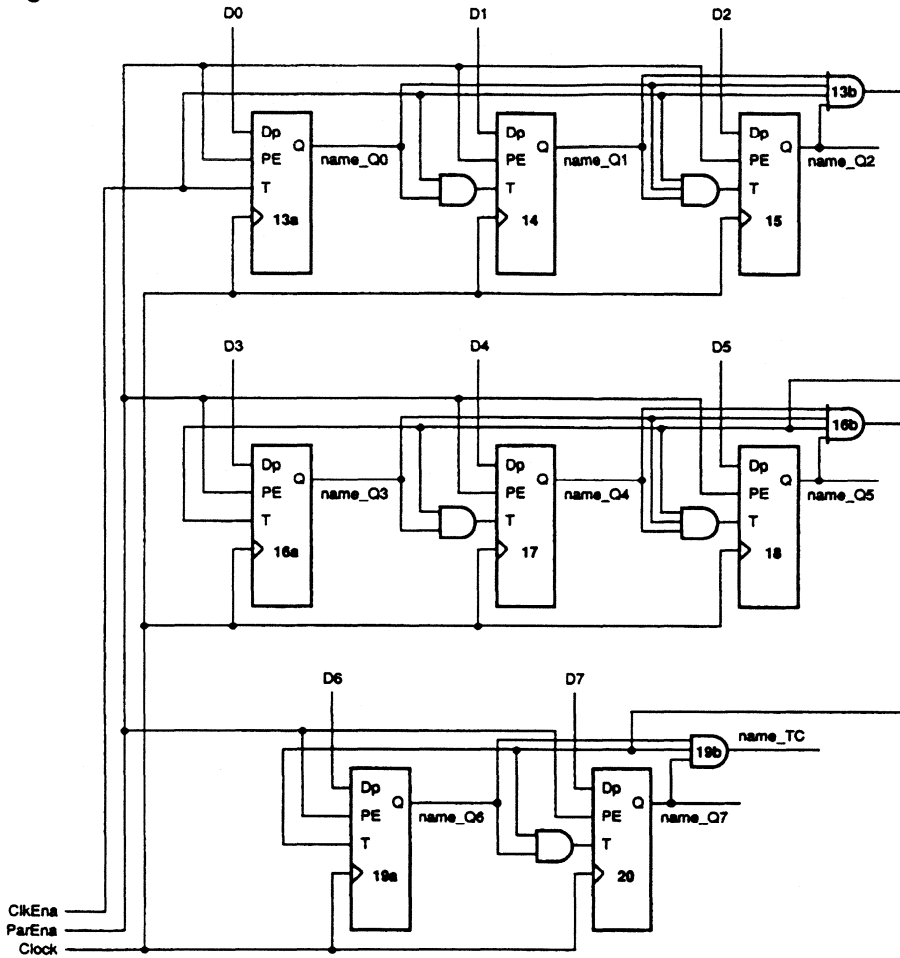 D0 D1 D2
13b
Dp Q Dp Q Dp Q
PE name_Q0 PE name_Q1 PE name_Q2
T T T
13a 14 15
D3 D4 D5
16b
Dp Q Dp Q Dp Q
PE name_Q3 PE name_Q4 PE name_Q5
T T T
16a 17 18
D6 D7
name_TC
19b
Dp Q Dp Q
PE name_Q6 PE name_Q7
T T
19a 20
ClkEna
ParEna
Clock